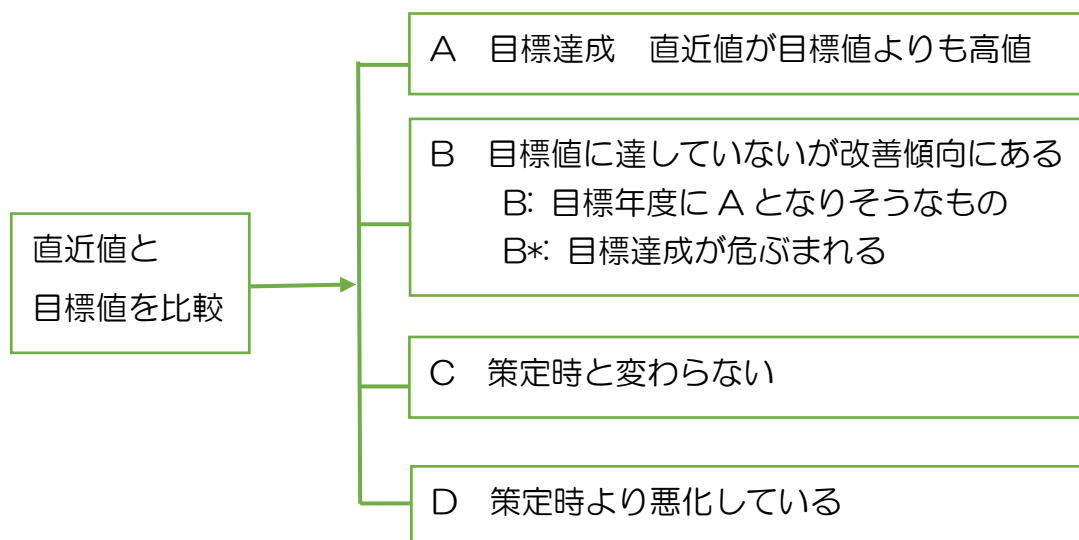 A　目標達成　直近値が目標値よりも高値
B　目標値に達していないが改善傾向にある
B: 目標年度に A となりそうなもの
B*: 目標達成が危ぶまれる
直近値と
目標値を比較
C　策定時と変わらない
D　策定時より悪化している